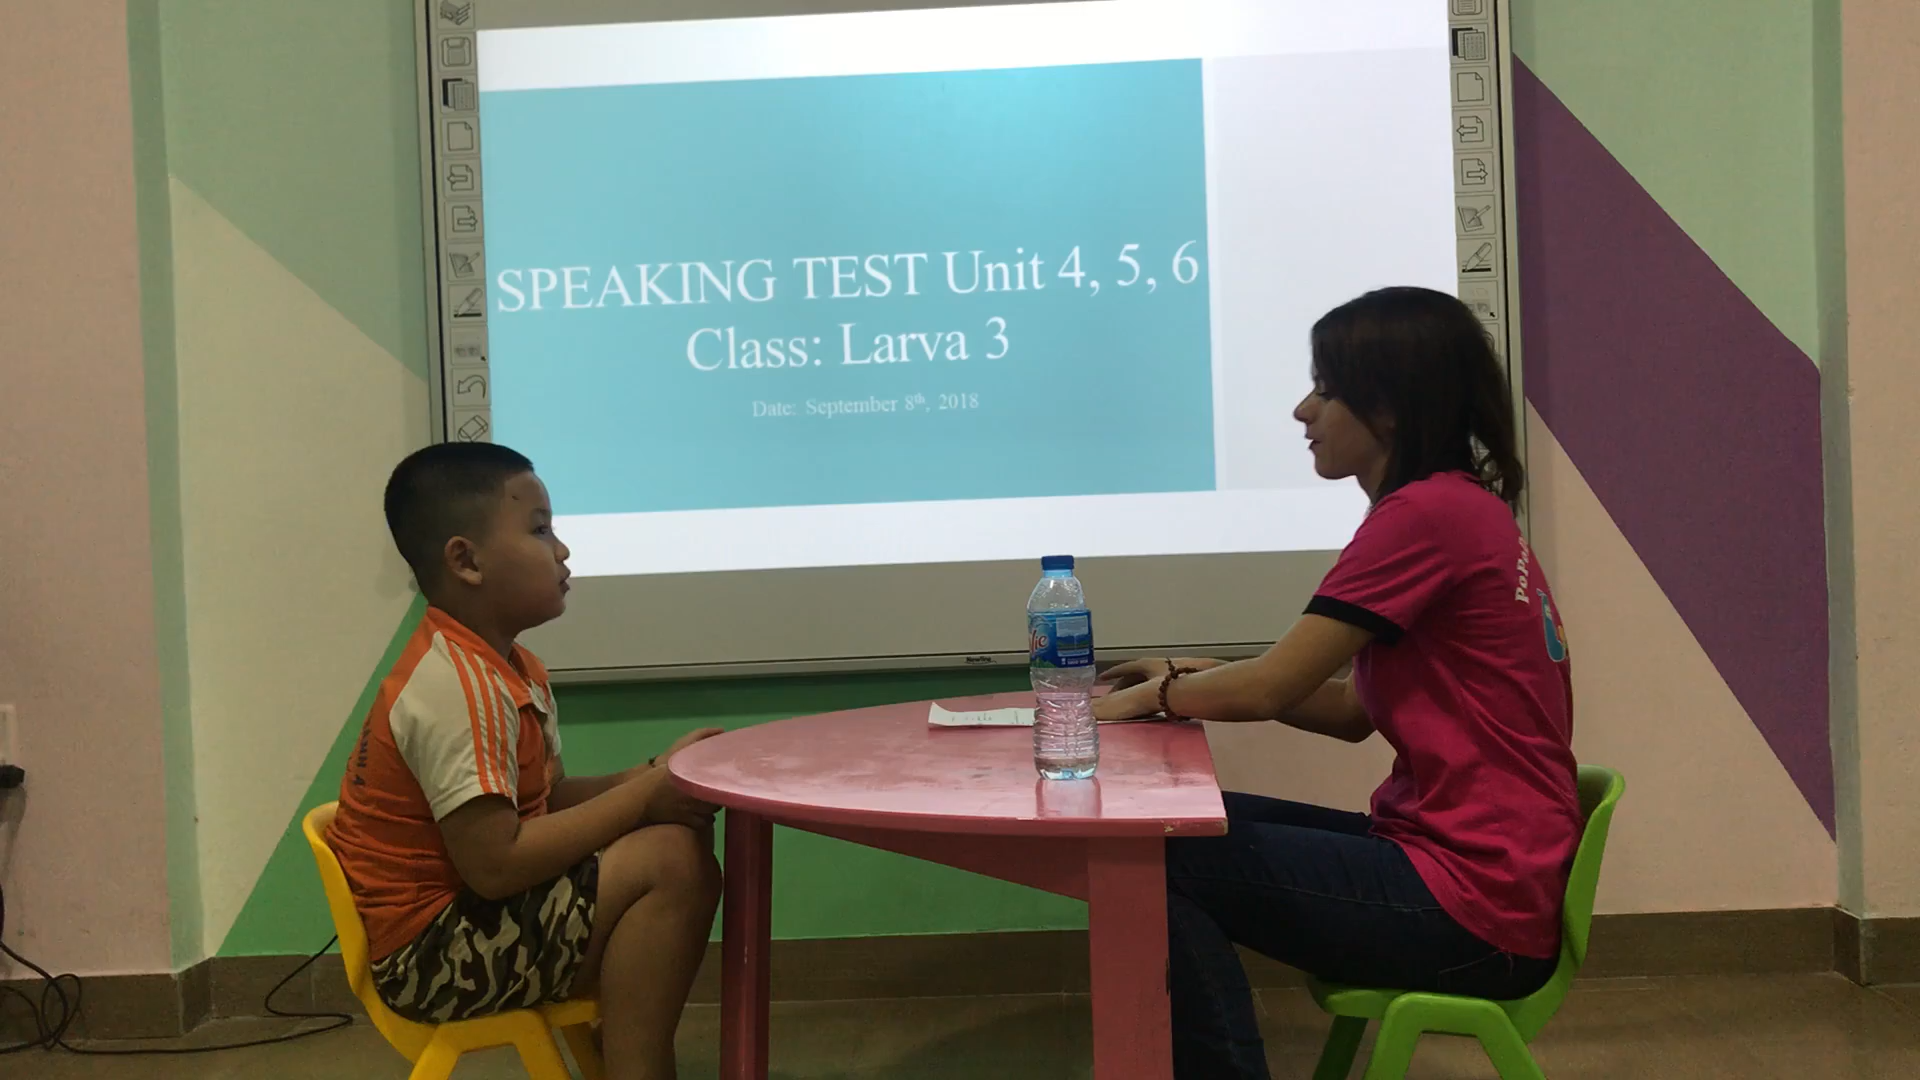 SPEAKING TEST Unit 4, 5, 6
Class: Larva 3
Date: September 8th, 2018